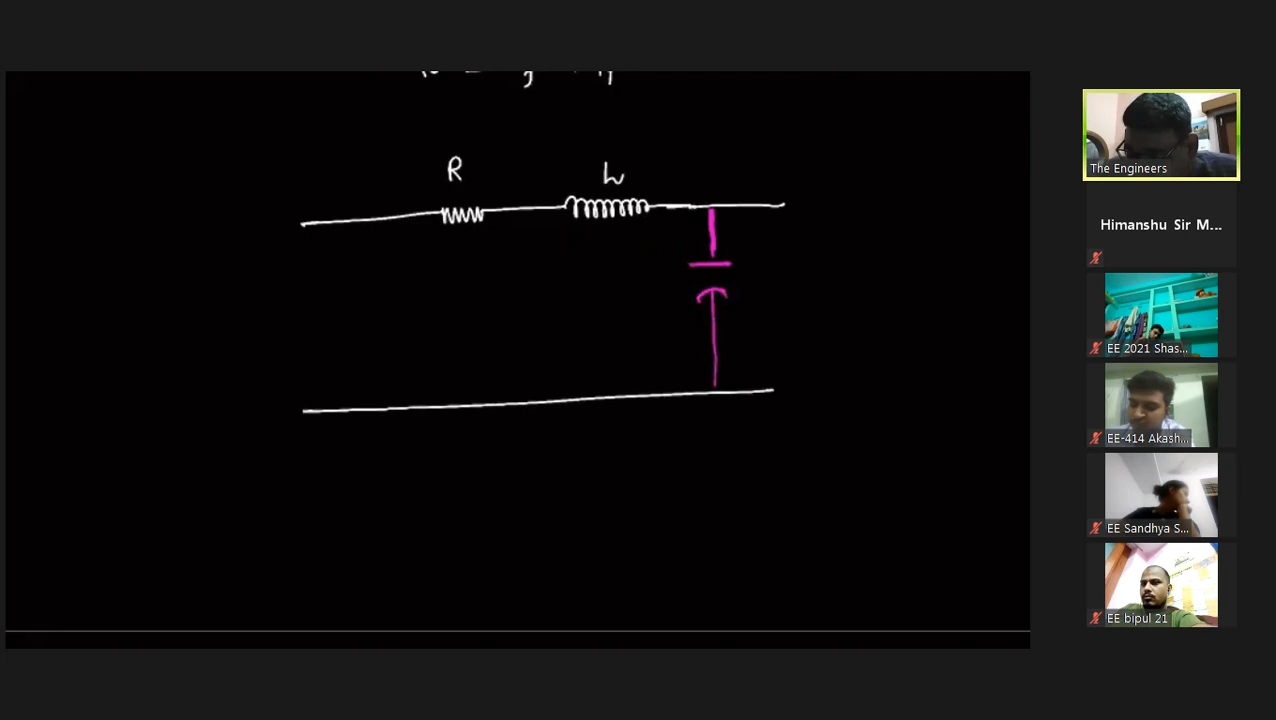 R
L
The Engineers
Himanshu Sir M...
EE 2021 Shas...
EE-414 Akash...
EE Sandhya S...
EE bipul 21